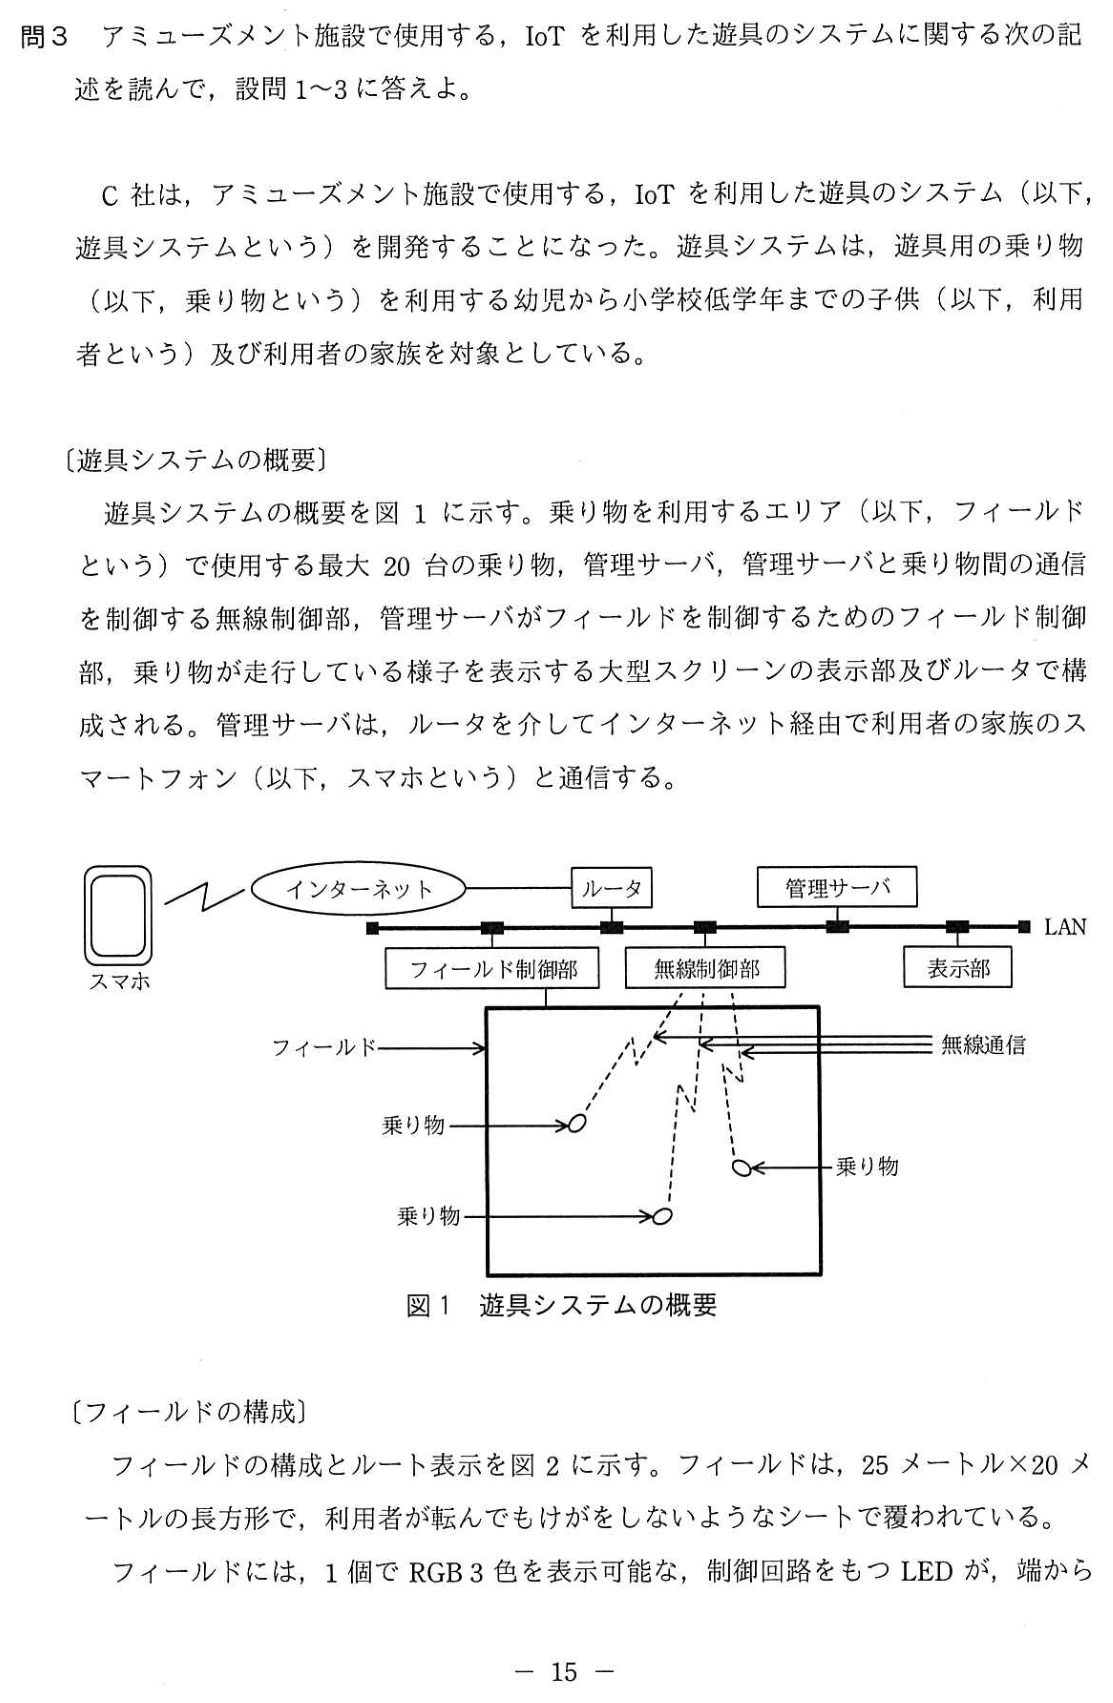 問3 アミューズメント施設で使用する，IoT を利用した遊具のシステムに関する次の記
述を読んで，設問 1～3 に答えよ。
C 社は，アミューズメント施設で使用する，IoT を利用した遊具のシステム（以下，
遊具システムという）を開発することになった。遊具システムは，遊具用の乗り物
（以下，乗り物という）を利用する幼児から小学校低学年までの子供（以下，利用
者という）及び利用者の家族を対象としている。
〔遊具システムの概要〕
遊具システムの概要を図 1 に示す。乗り物を利用するエリア（以下，フィールド
という）で使用する最大 20 台の乗り物，管理サーバ，管理サーバと乗り物間の通信
を制御する無線制御部，管理サーバがフィールドを制御するためのフィールド制御
部，乗り物が走行している様子を表示する大型スクリーンの表示部及びルータで構
成される。管理サーバは，ルータを介してインターネット経由で利用者の家族のス
マートフォン（以下，スマホという）と通信する。
インターネット
ルータ
管理サーバ
LAN
スマホ
フィールド制御部
無線制御部
表示部
フィールド
無線通信
乗り物
乗り物
乗り物
図 1 遊具システムの概要
〔フィールドの構成〕
フィールドの構成とルート表示を図 2 に示す。フィールドは，25 メートル×20 メ
ートルの長方形で，利用者が転んでもけがをしないようなシートで覆われている。
フィールドには，1 個で RGB 3 色を表示可能な，制御回路をもつ LED が，端から
－ 15 －